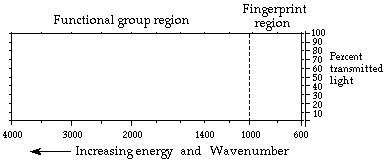 Functional group region
Fingerprint
region
100
90
80
70
60
50
40
30
20
10
Percent
transmitted
light
4000 3000 2000 1400 1000 600
Increasing energy and Wavenumber